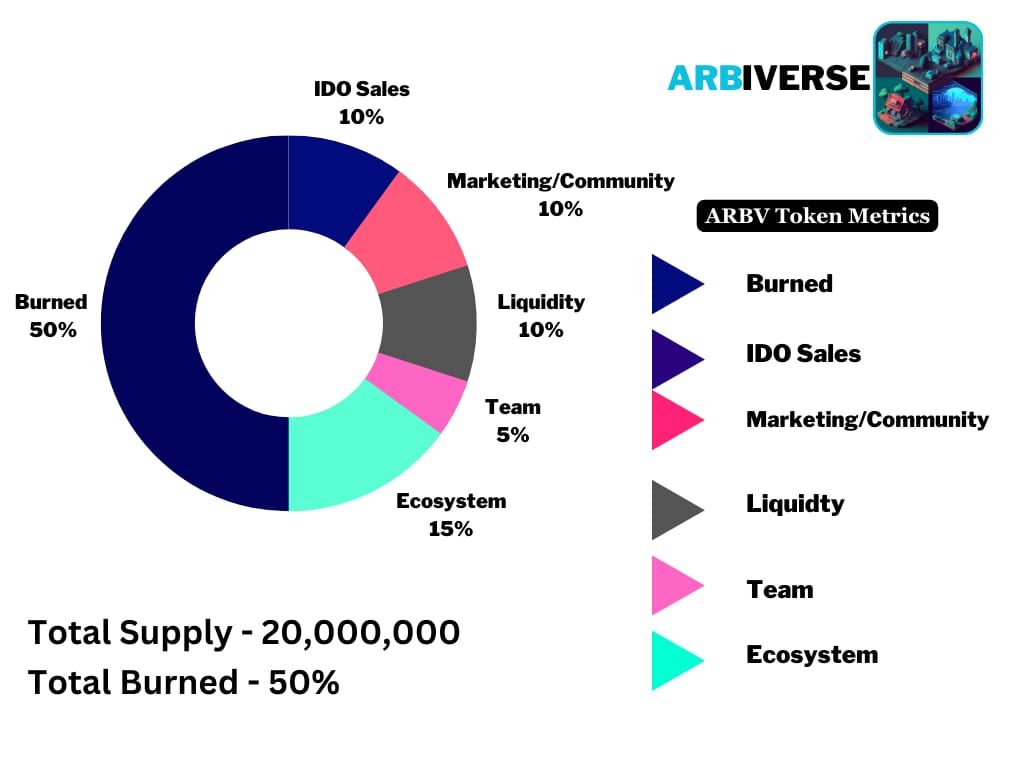 ARBIVERSE
IDO Sales
10%
Marketing/Community
10%
Liquidity
10%
Team
5%
Ecosystem
15%
Burned
50%
ARBV Token Metrics
Burned
IDO Sales
Marketing/Community
Liquidty
Team
Ecosystem
Total Supply - 20,000,000
Total Burned - 50%